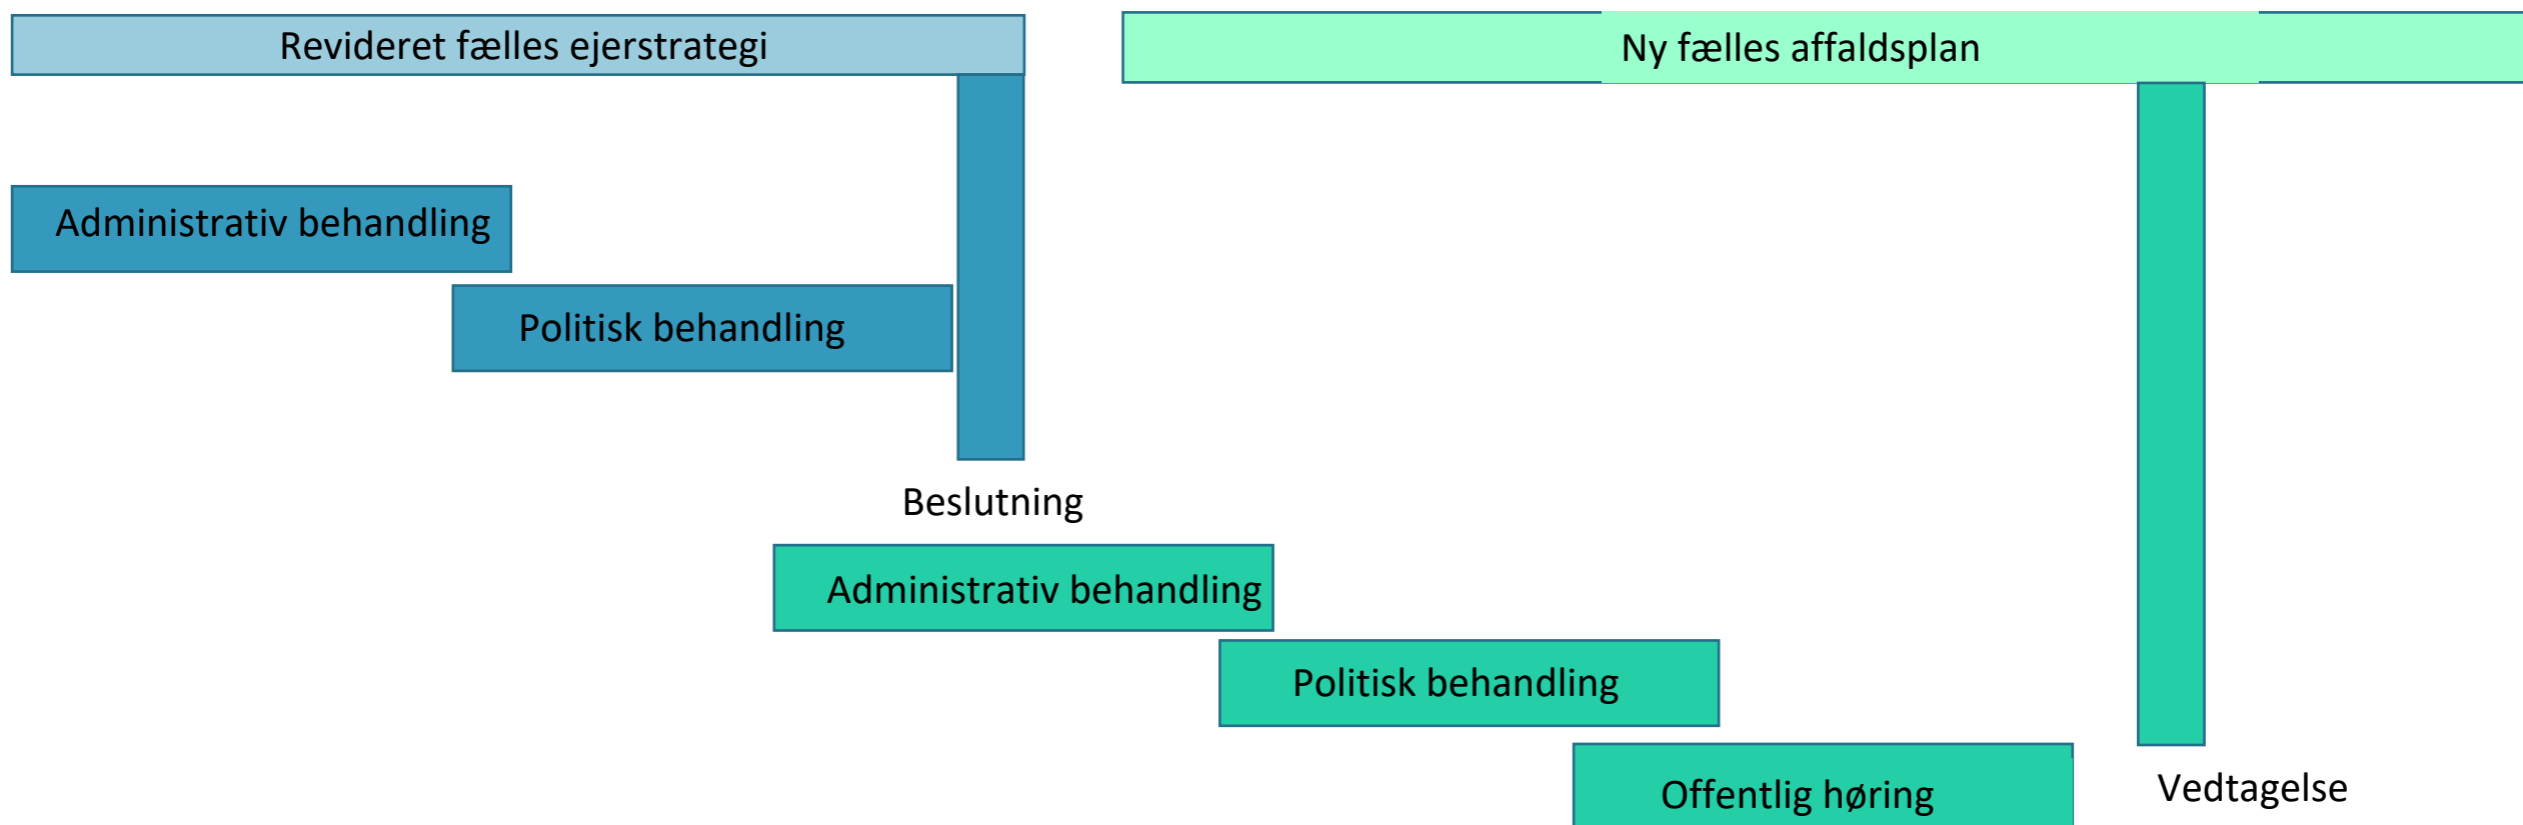 Revideret fælles ejerstrategi
Ny fælles affaldsplan
Administrativ behandling
Politisk behandling
Beslutning
Administrativ behandling
Politisk behandling
Offentlig høring
Vedtagelse